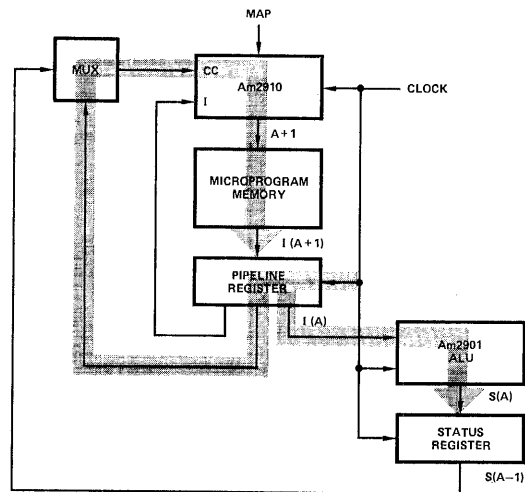 MAP
MUX
CC
Am2910
I
CLOCK
A+1
MICROPROGRAM
MEMORY
I (A+1)
PIPELINE
REGISTER
I (A)
Am2901
ALU
S(A)
STATUS
REGISTER
S(A−1)